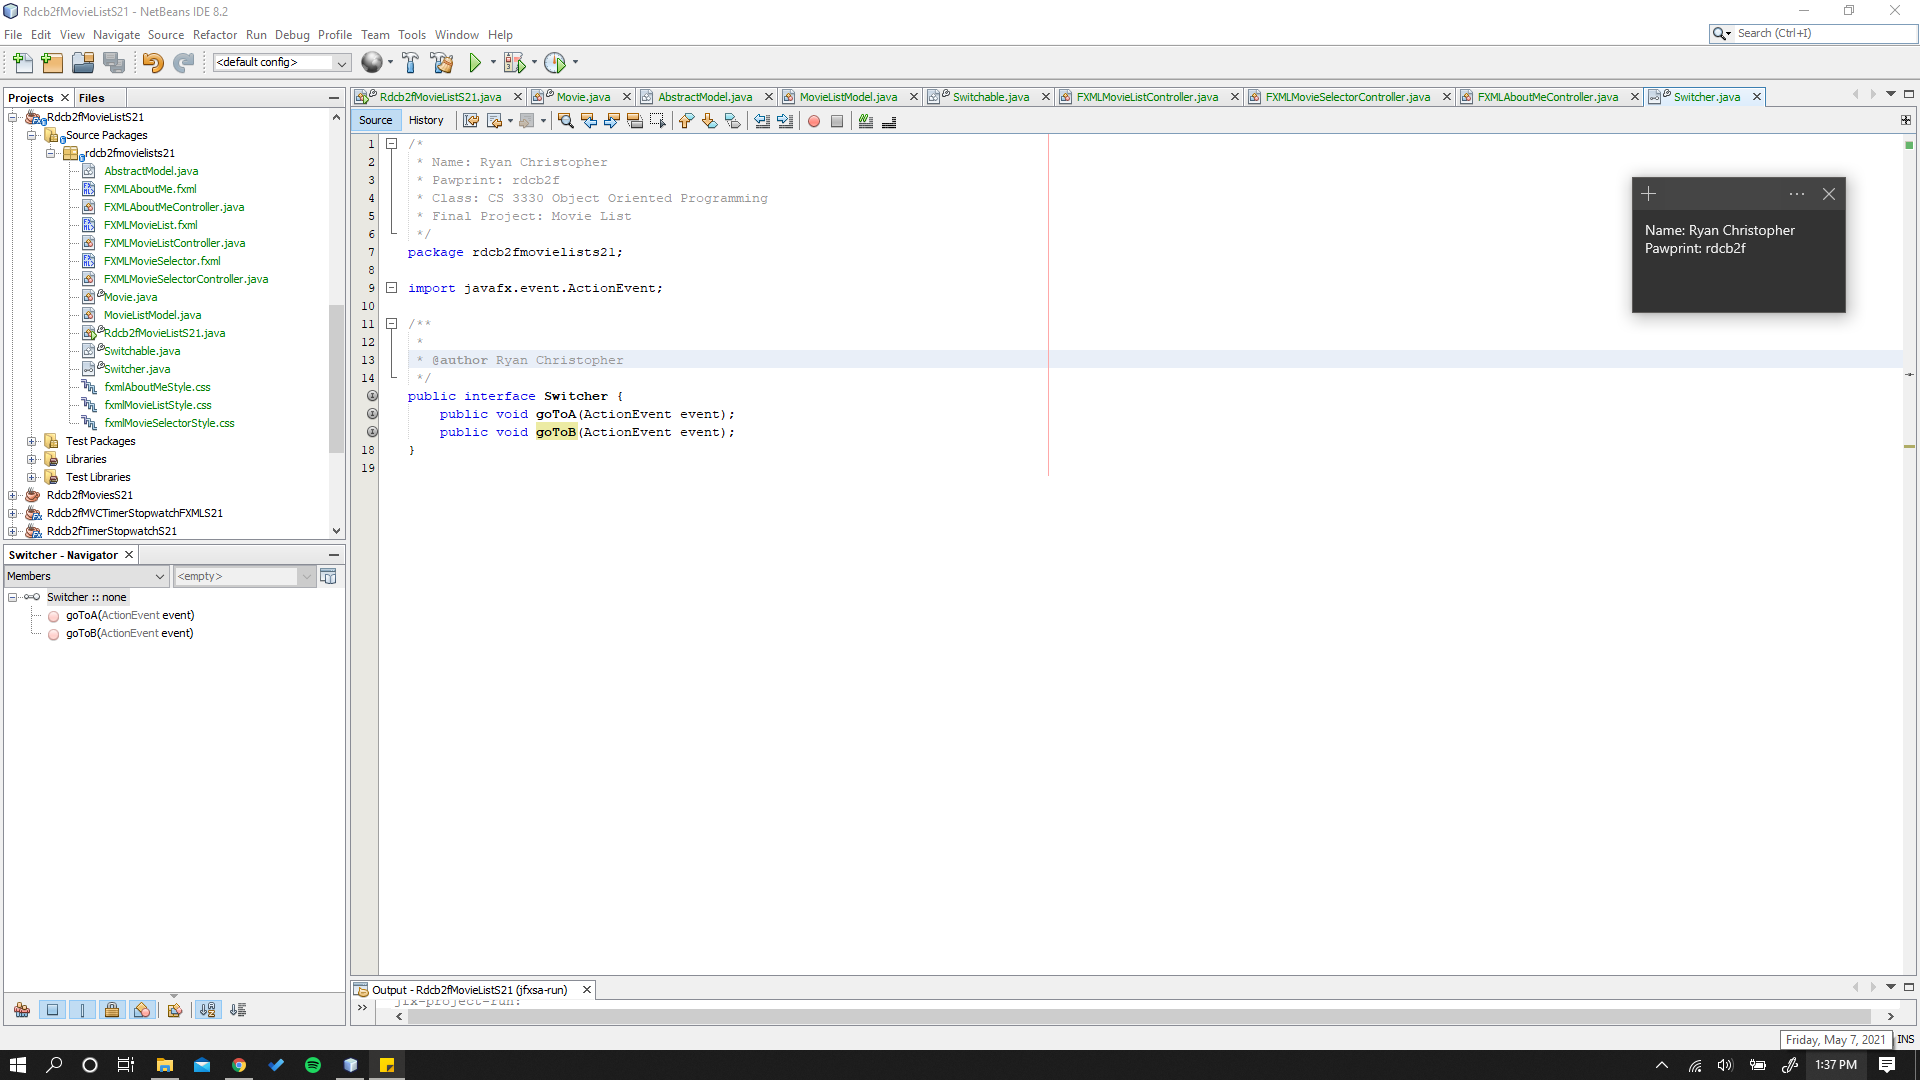 Rdcb2fMovieListS21 - NetBeans IDE 8.2
File Edit View Navigate Source Refactor Run Debug Profile Team Tools Window Help
Search (Ctrl+I)
<default config>
Projects Files
Rdcb2fMovieListS21
Source Packages
rdcb2fmovielists21
AbstractModel.java
FXMLAboutMe.fxml
FXMLAboutMeController.java
FXMLMovieList.fxml
FXMLMovieListController.java
FXMLMovieSelector.fxml
FXMLMovieSelectorController.java
Movie.java
MovieListModel.java
Rdcb2fMovieListS21.java
Switchable.java
Switcher.java
fxmlAboutMeStyle.css
fxmlMovieListStyle.css
fxmlMovieSelectorStyle.css
Test Packages
Libraries
Test Libraries
Rdcb2fMoviesS21
Rdcb2fMVCTimerStopwatchFXMLS21
Rdcb2fTimerStopwatchS21
Switcher - Navigator
Members <empty>
Switcher :: none
goToA(ActionEvent event)
goToB(ActionEvent event)
Rdcb2fMovieListS21.java Movie.java AbstractModel.java MovieListModel.java Switchable.java FXMLMovieListController.java FXMLMovieSelectorController.java FXMLAboutMeController.java Switcher.java
Source History
1 /*
2 * Name: Ryan Christopher
3 * Pawprint: rdcb2f
4 * Class: CS 3330 Object Oriented Programming
5 * Final Project: Movie List
6 */
7 package rdcb2fmovielists21;
8
9 import javafx.event.ActionEvent;
10
11 /**
12 *
13 * @author Ryan Christopher
14 */
public interface Switcher {
public void goToA(ActionEvent event);
public void goToB(ActionEvent event);
18 }
19
Name: Ryan Christopher
Pawprint: rdcb2f
Output - Rdcb2fMovieListS21 (jfxsa-run)
jfx-project-run:
Friday, May 7, 2021
INS
1:37 PM